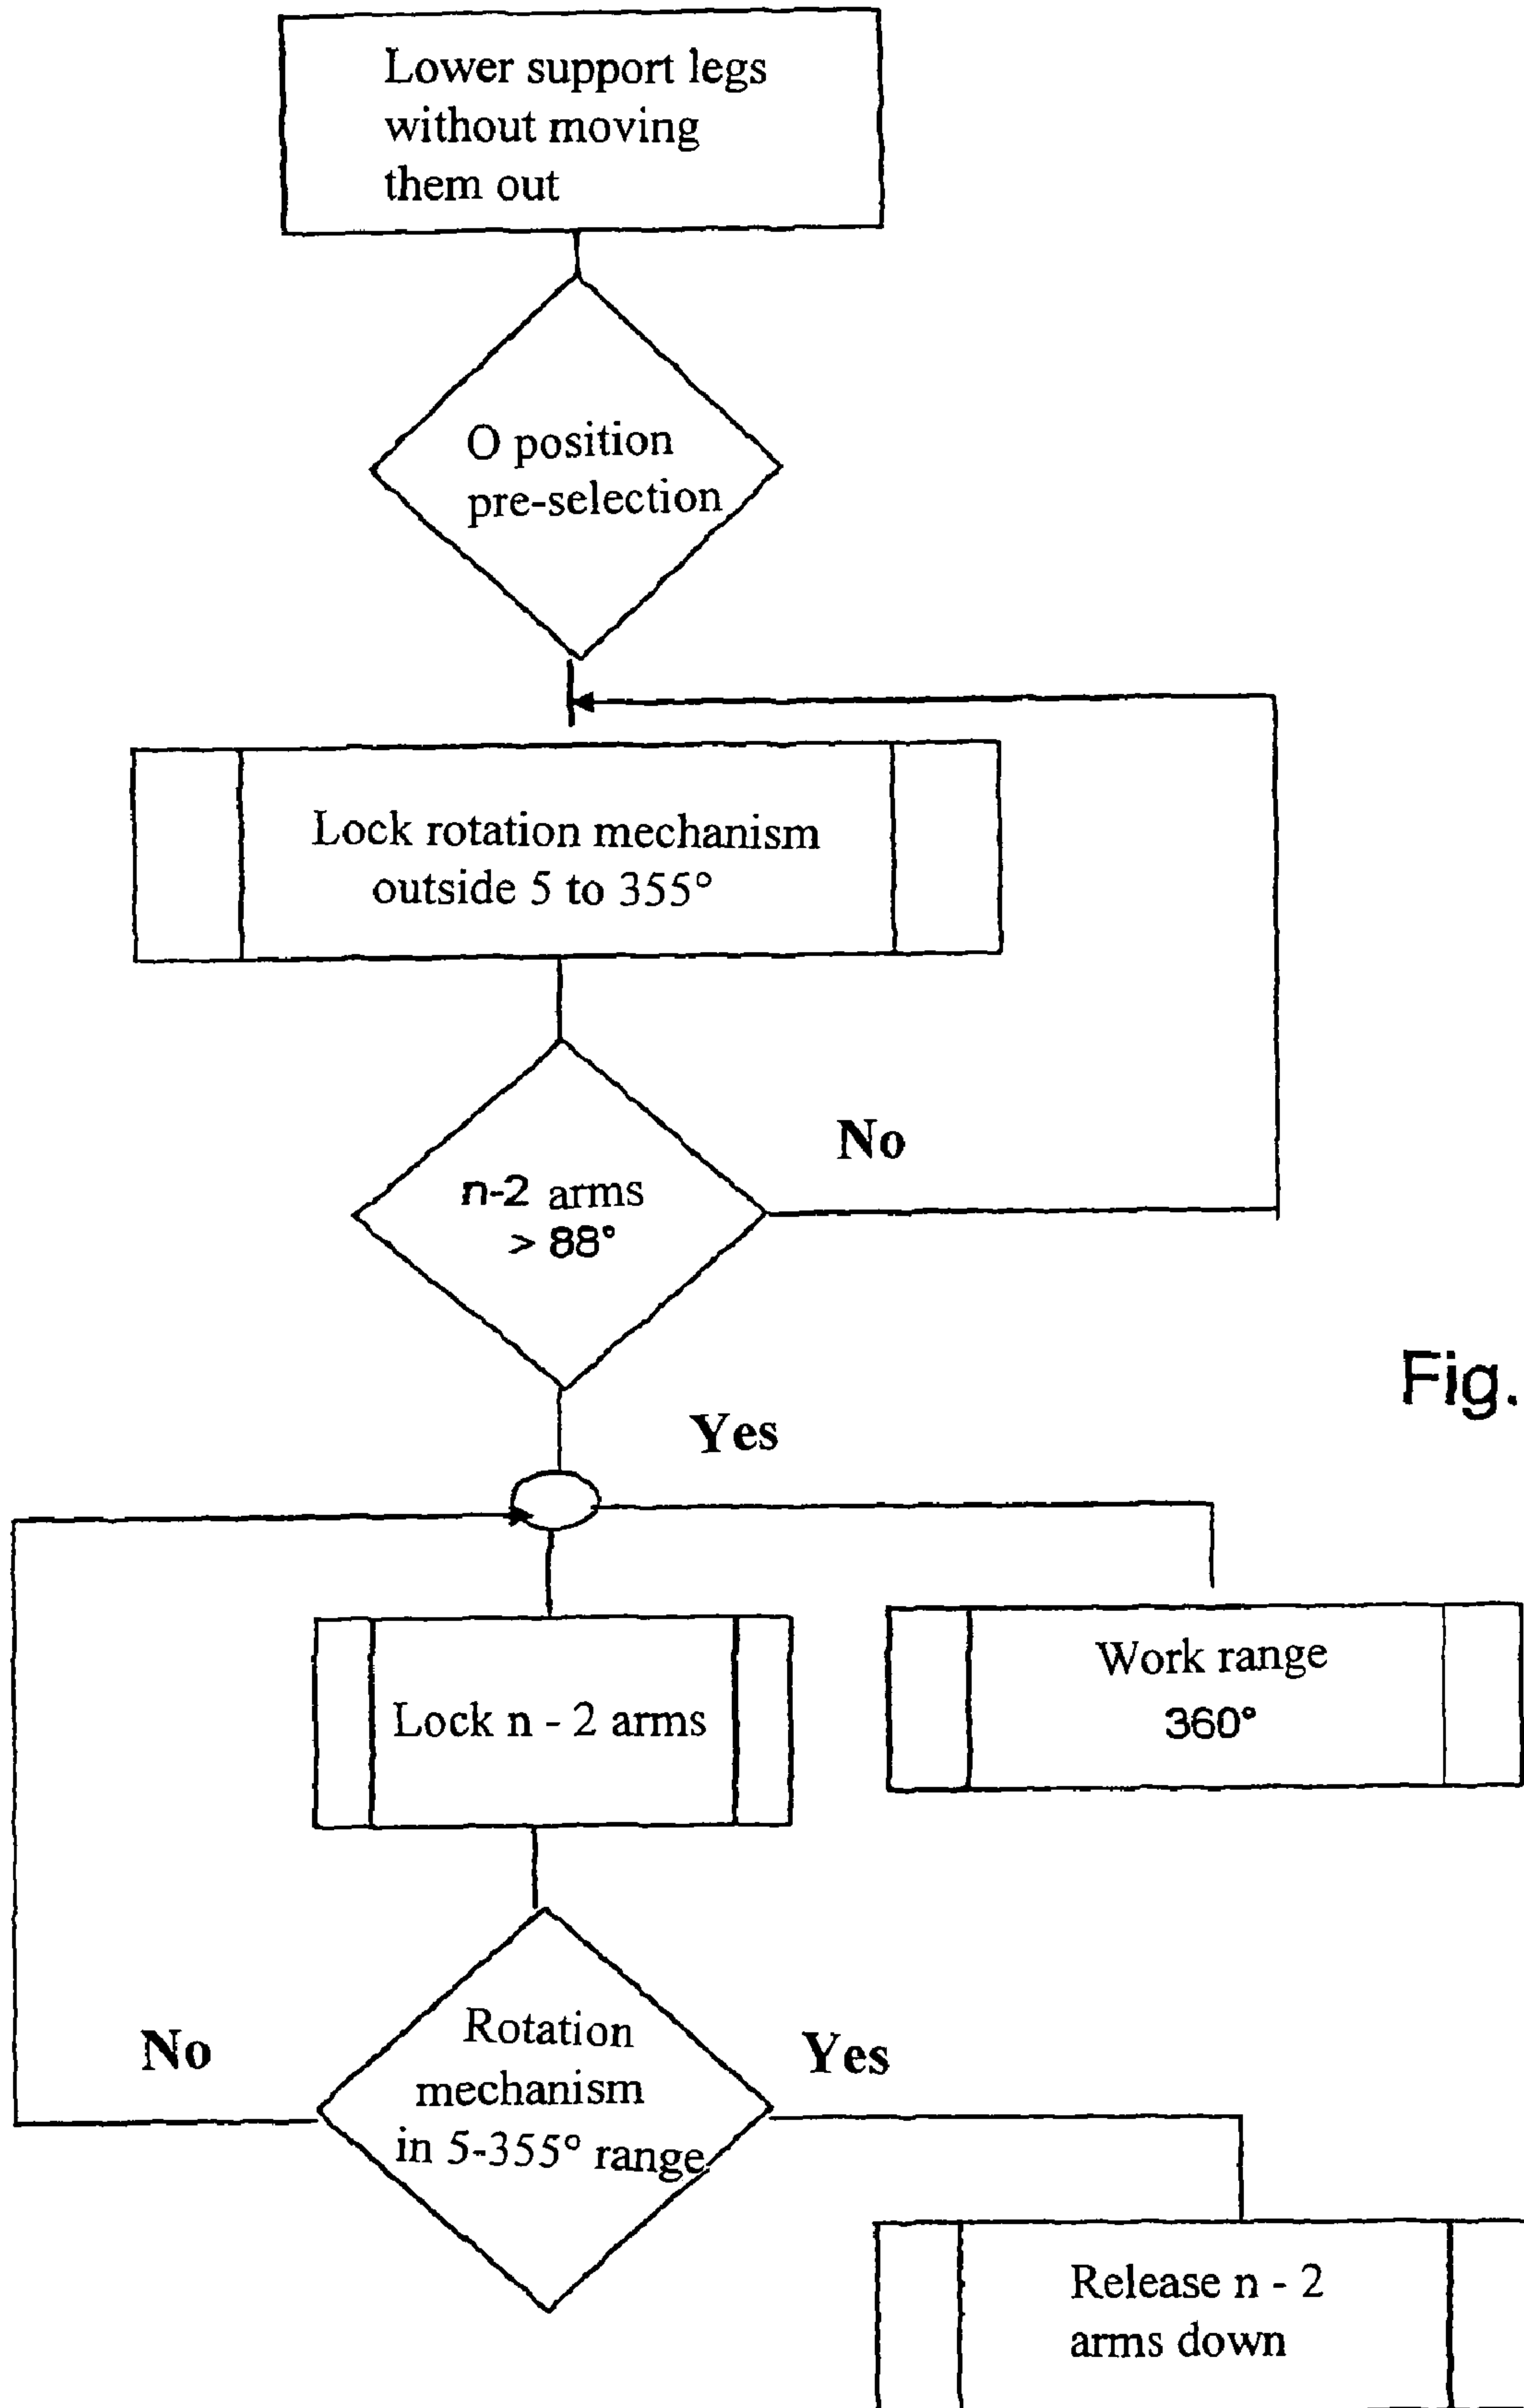 Lower support legs
without moving
them out
O position
pre-selection
Lock rotation mechanism
outside 5 to 355°
No
n-2 arms
> 88°
Fig.
Yes
Lock n - 2 arms
Work range
360°
No
Yes
Rotation
mechanism
in 5-355° range
Release n - 2
arms down